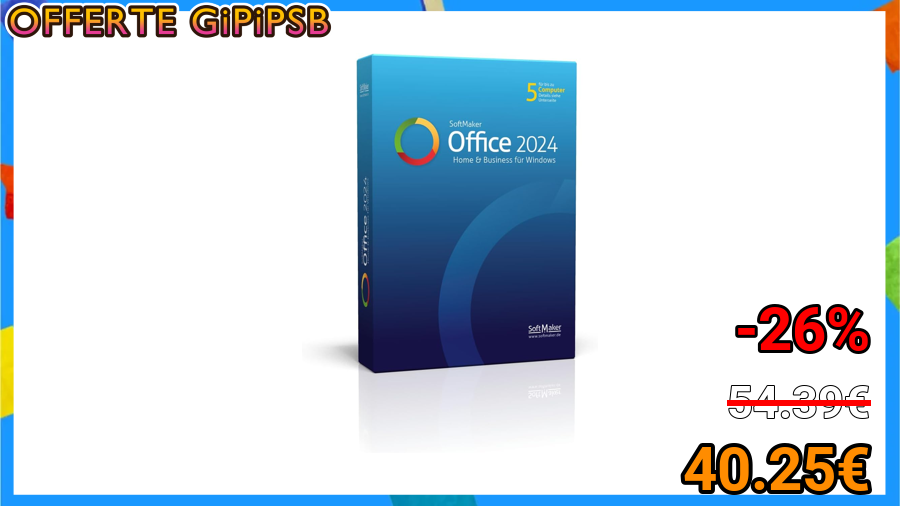 OFFERTE GiPiPSB
5
Computer
SoftMaker
Office 2024
Home & Business für Windows
Office 2024
SoftMaker
www.softmaker.de
-26%
54.39€
40.25€